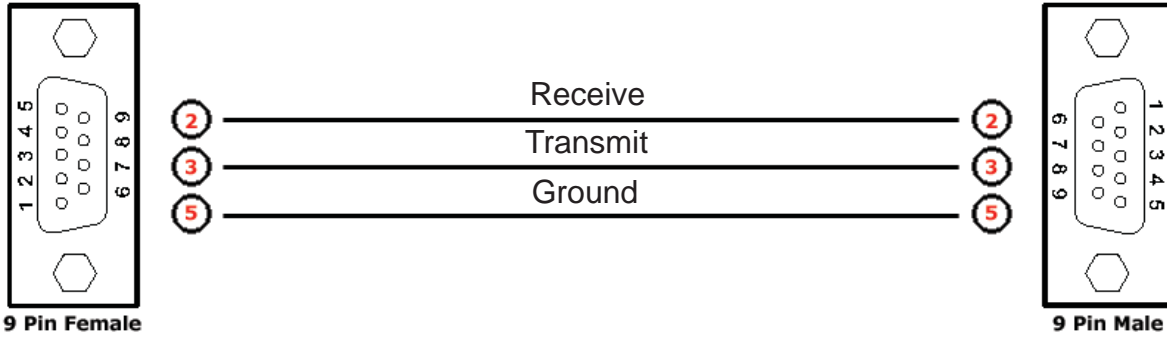 1 2 3 4 5
6 7 8 9
2 Receive 2
3 Transmit 3
5 Ground 5
6 7 8 9
1 2 3 4 5
9 Pin Female
9 Pin Male